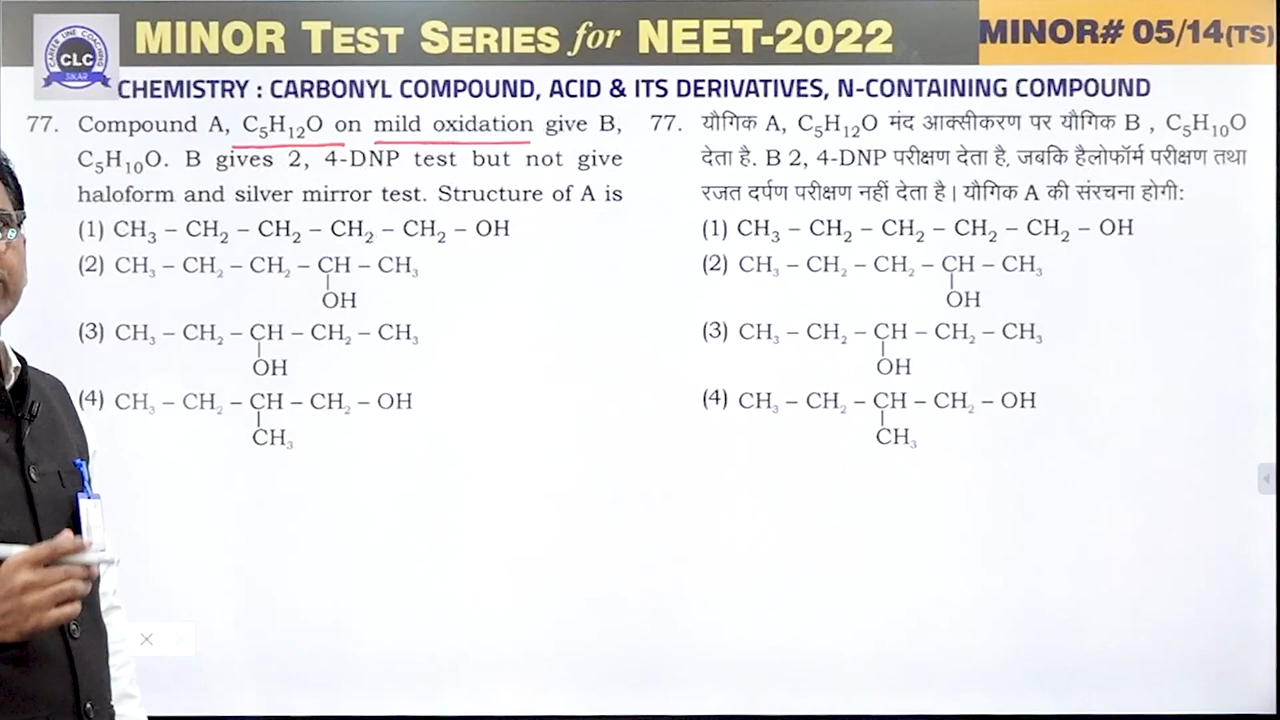 CAREER LINE COACHING
CLC
SIKAR
MINOR TEST SERIES for NEET-2022
MINOR# 05/14(TS)
CHEMISTRY : CARBONYL COMPOUND, ACID & ITS DERIVATIVES, N-CONTAINING COMPOUND
77. Compound A, C₅H₁₂O on mild oxidation give B,
C₅H₁₀O. B gives 2, 4-DNP test but not give
haloform and silver mirror test. Structure of A is
(1) CH₃ – CH₂ – CH₂ – CH₂ – CH₂ – OH
(2) CH₃ – CH₂ – CH₂ – CH – CH₃
OH
(3) CH₃ – CH₂ – CH – CH₂ – CH₃
OH
(4) CH₃ – CH₂ – CH – CH₂ – OH
CH₃
77. यौगिक A, C₅H₁₂O मंद आक्सीकरण पर यौगिक B , C₅H₁₀O
देता है. B 2, 4-DNP परीक्षण देता है, जबकि हैलोफॉर्म परीक्षण तथा
रजत दर्पण परीक्षण नहीं देता है। यौगिक A की संरचना होगी:
(1) CH₃ – CH₂ – CH₂ – CH₂ – CH₂ – OH
(2) CH₃ – CH₂ – CH₂ – CH – CH₃
OH
(3) CH₃ – CH₂ – CH – CH₂ – CH₃
OH
(4) CH₃ – CH₂ – CH – CH₂ – OH
CH₃